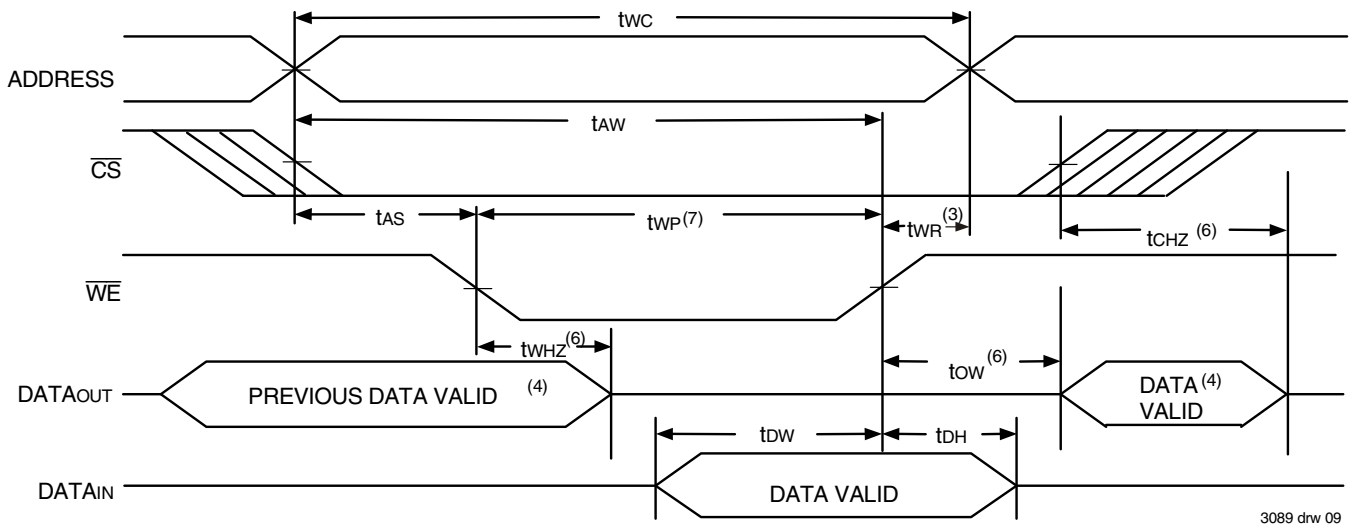 tWC
ADDRESS
tAW
CS
tAS
tWP(7)
tWR(3)
tCHZ (6)
WE
tWHZ(6)
tOW (6)
DATAOUT
PREVIOUS DATA VALID (4)
DATA (4)
VALID
tDW
tDH
DATAIN
DATA VALID
3089 drw 09